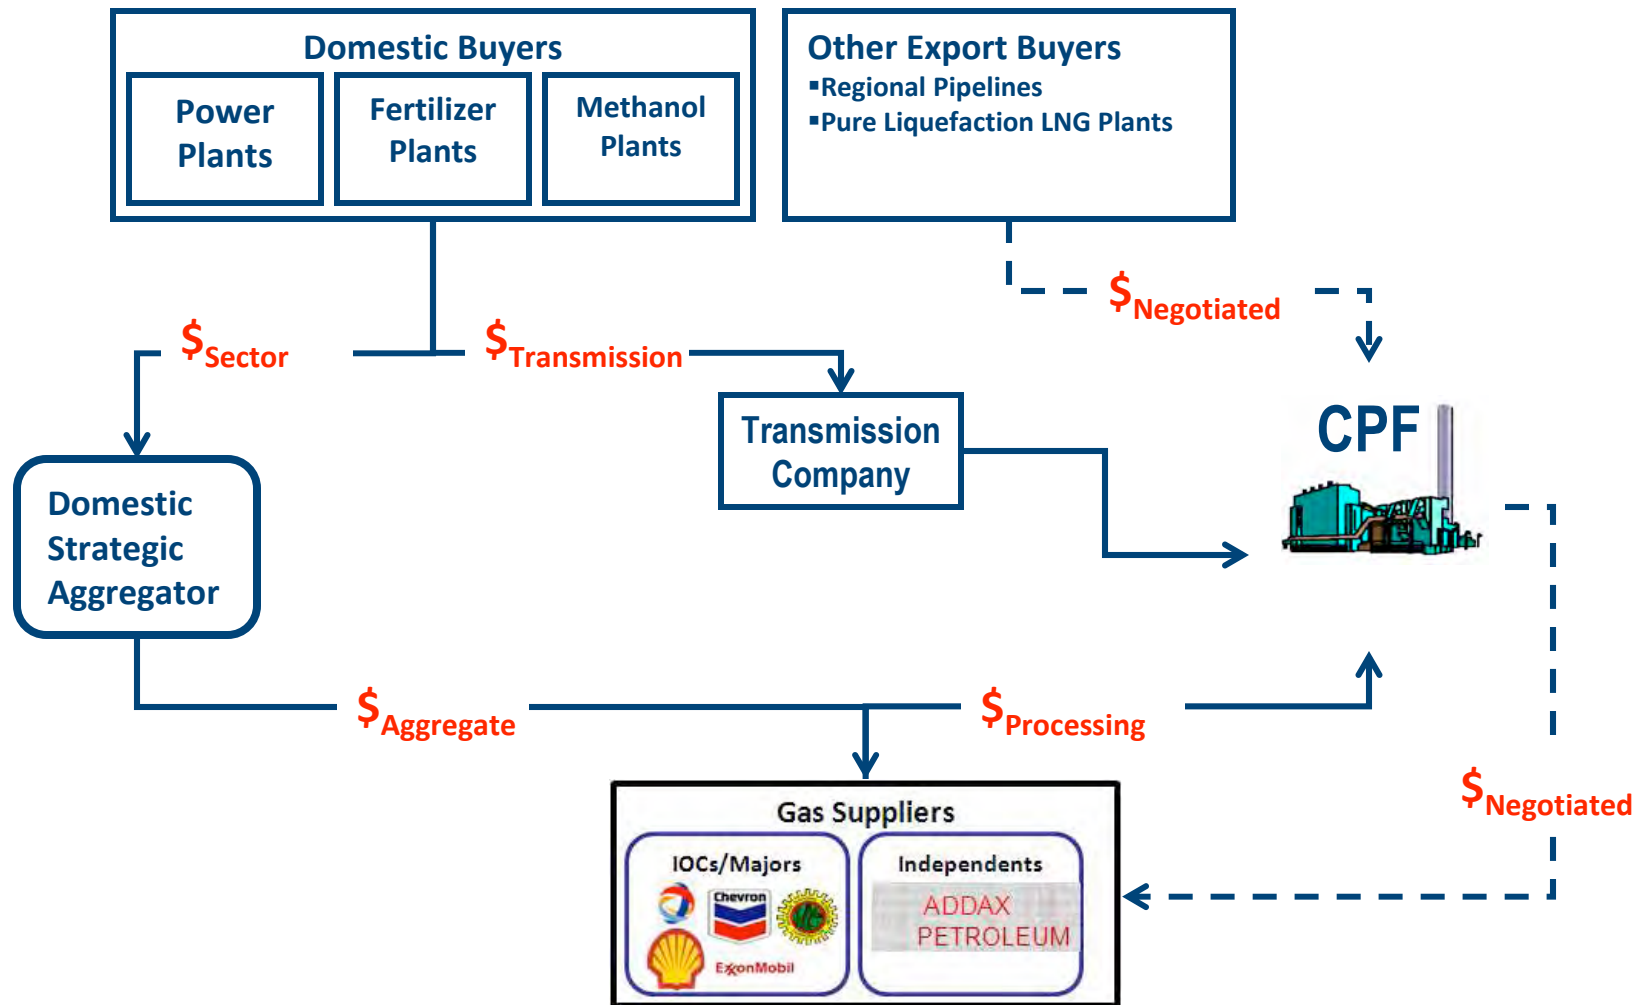 Domestic Buyers
Power
Plants
Fertilizer
Plants
Methanol
Plants
Other Export Buyers
▪Regional Pipelines
▪Pure Liquefaction LNG Plants
$Negotiated
$Sector
$Transmission
Transmission
Company
CPF
Domestic
Strategic
Aggregator
$Aggregate
$Processing
$Negotiated
Gas Suppliers
IOCs/Majors
Chevron
ExxonMobil
Independents
ADDAX
PETROLEUM